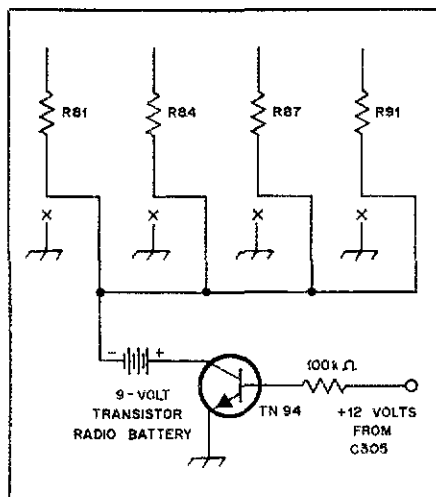 R81
R84
R87
R91
X
X
X
X
- +
9-VOLT
TRANSISTOR
RADIO BATTERY
TN 94
100k Ω
+12 VOLTS
FROM
C305